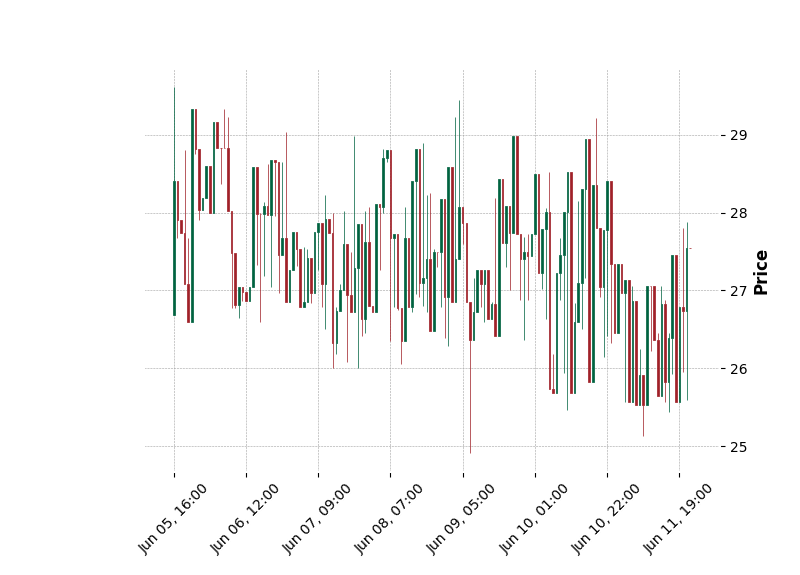 29
28
27
26
25
Price
Jun 05, 16:00
Jun 06, 12:00
Jun 07, 09:00
Jun 08, 07:00
Jun 09, 05:00
Jun 10, 01:00
Jun 10, 22:00
Jun 11, 19:00